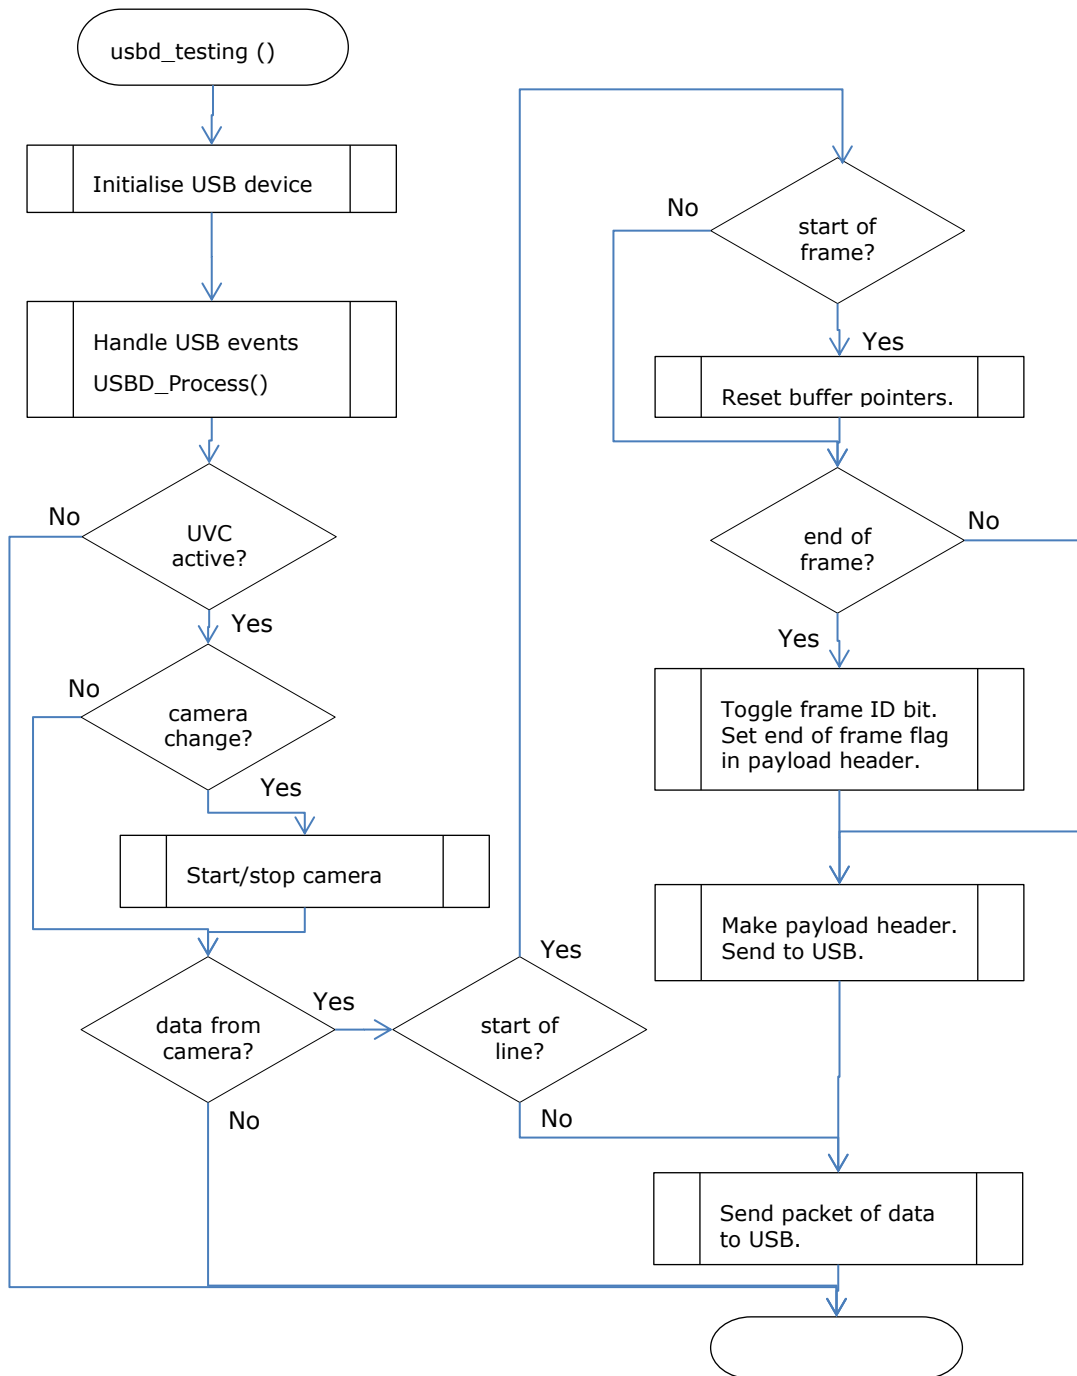 usbd_testing ()
Initialise USB device
Handle USB events
USBD_Process()
UVC
active?
No
Yes
camera
change?
No
Yes
Start/stop camera
data from
camera?
Yes
No
start of
line?
Yes
No
start of
frame?
No
Yes
Reset buffer pointers.
end of
frame?
No
Yes
Toggle frame ID bit.
Set end of frame flag
in payload header.
Make payload header.
Send to USB.
Send packet of data
to USB.